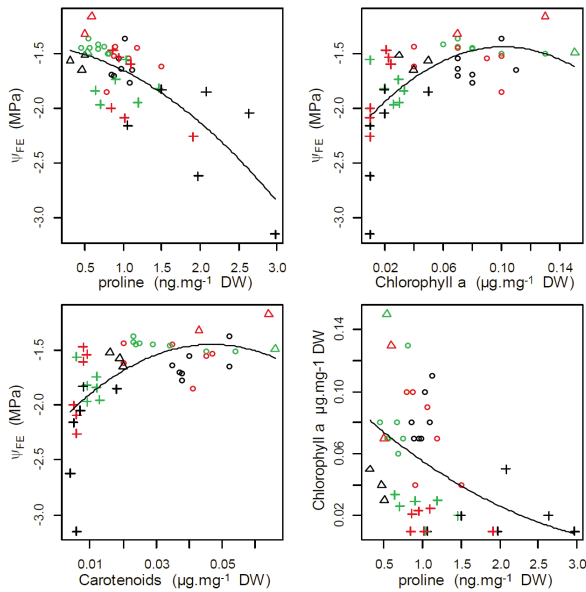 -1.5
-2.0
-2.5
-3.0
ΨFE (MPa)
0.5 1.0 1.5 2.0 2.5 3.0
proline (ng.mg⁻¹ DW)
-1.5
-2.0
-2.5
-3.0
ΨFE (MPa)
0.02 0.06 0.10 0.14
Chlorophyll a (µg.mg⁻¹ DW)
-1.5
-2.0
-2.5
-3.0
ΨFE (MPa)
0.01 0.03 0.05
Carotenoids (µg.mg⁻¹ DW)
0.14
0.10
0.06
0.02
Chlorophyll a µg.mg⁻¹ DW
0.5 1.0 1.5 2.0 2.5 3.0
proline (ng.mg⁻¹ DW)